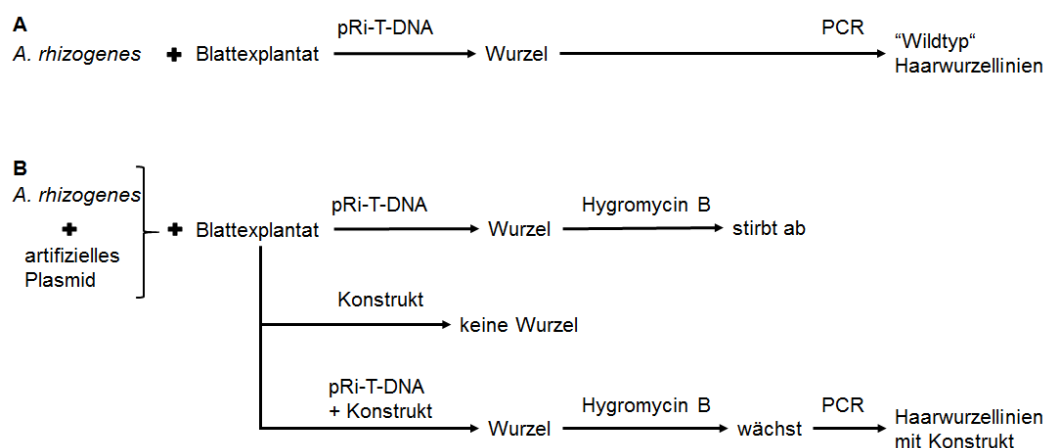 A
pRi-T-DNA PCR
A. rhizogenes + Blattexplantat Wurzel “Wildtyp“
Haarwurzellinien
B
A. rhizogenes
pRi-T-DNA Hygromycin B
+ + Blattexplantat Wurzel stirbt ab
artifizielles
Plasmid
Konstrukt
keine Wurzel
pRi-T-DNA
+ Konstrukt Hygromycin B PCR
Wurzel wächst Haarwurzellinien
mit Konstrukt